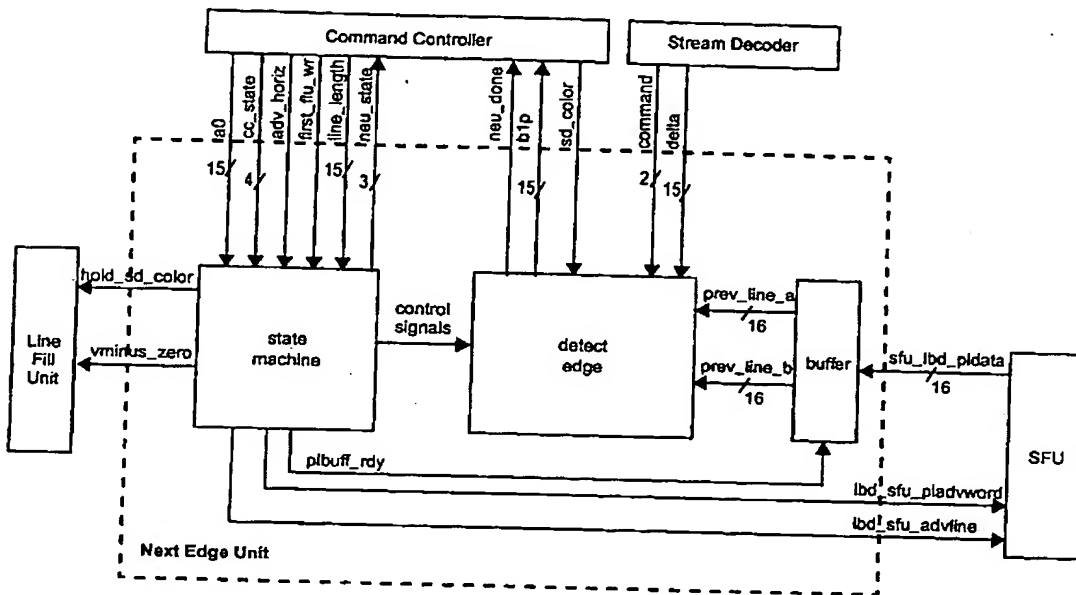 Command Controller
Stream Decoder
a0
cc_state
adv_horiz
first_flu_wr
line_length
neu_state
neu_done
b1p
sd_color
command
delta
15
4
15
3
15
2
15
Line
Fill
Unit
hold_sd_color
vminus_zero
state
machine
control
signals
detect
edge
prev_line_a
16
prev_line_b
16
buffer
sfu_lbd_pldata
16
SFU
plbuff_rdy
lbd_sfu_pladvword
lbd_sfu_advline
Next Edge Unit